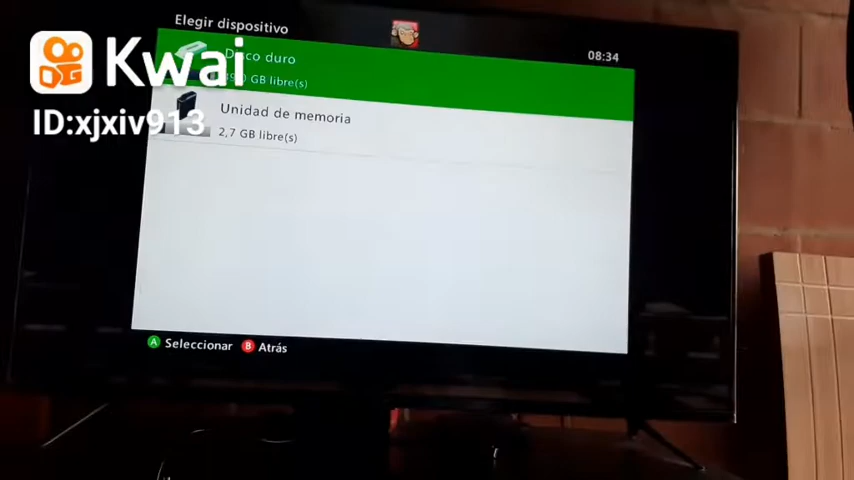 Elegir dispositivo
08:34
Kwai
ID:xjxiv913
Disco duro
GB libre(s)
Unidad de memoria
2,7 GB libre(s)
A Seleccionar B Atrás